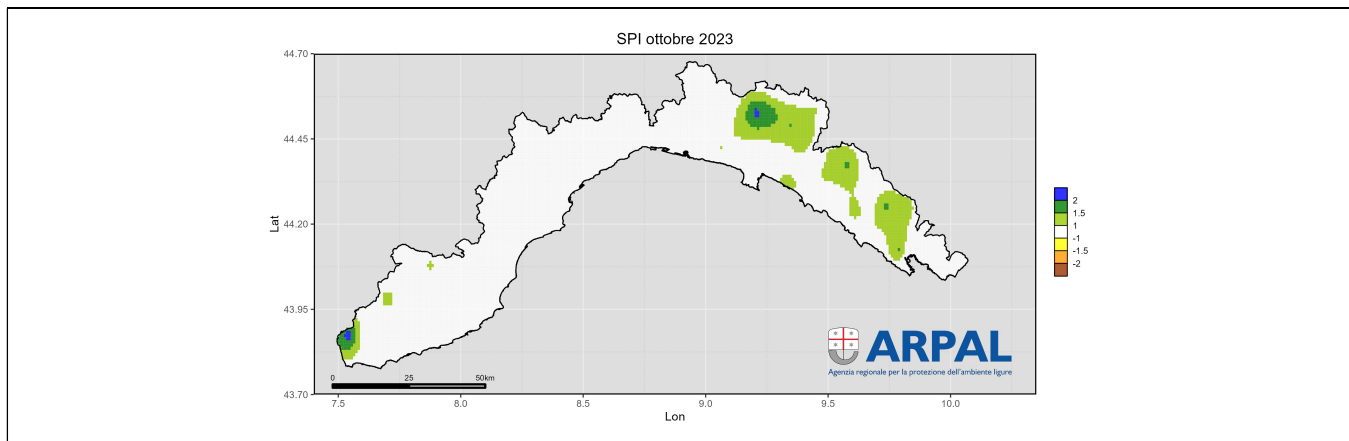 SPI ottobre 2023
44.70
44.45
44.20
43.95
43.70
Lat
7.5
8.0
8.5
9.0
9.5
10.0
Lon
0 25 50km
ARPAL
Agenzia regionale per la protezione dell'ambiente ligure
2
1.5
1
-1
-1.5
-2